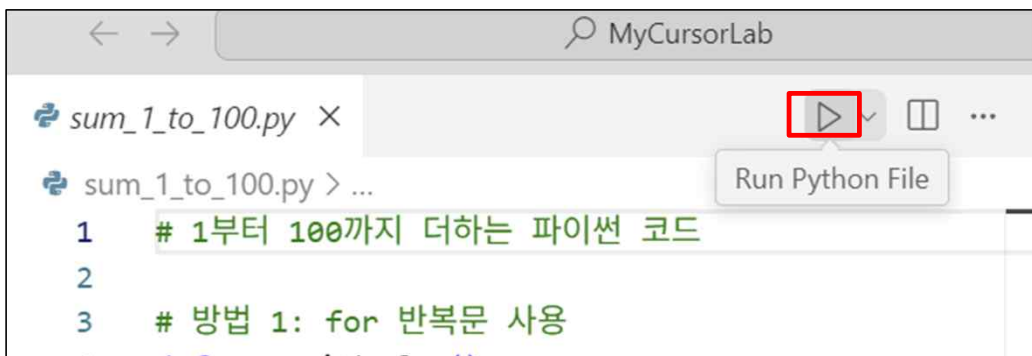 MyCursorLab
sum_1_to_100.py
sum_1_to_100.py > ...
Run Python File
1 # 1부터 100까지 더하는 파이썬 코드
2
3 # 방법 1: for 반복문 사용